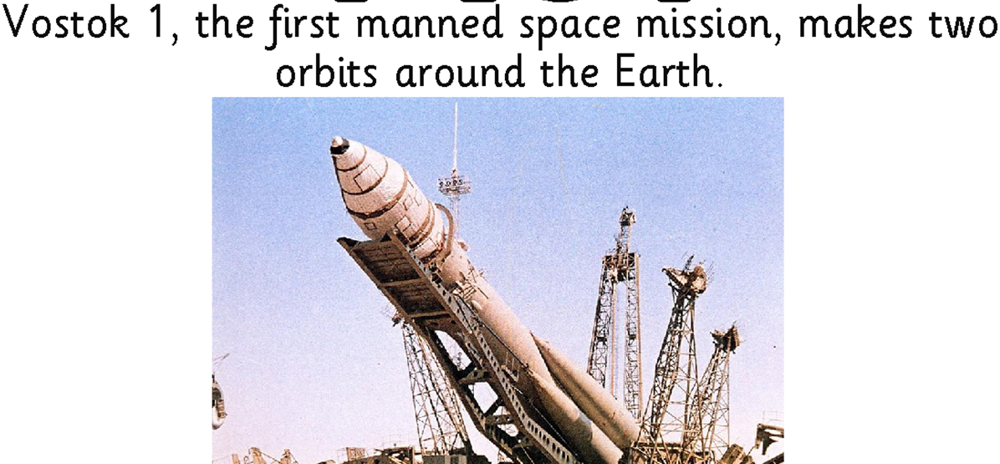 Vostok 1, the first manned space mission, makes two
orbits around the Earth.